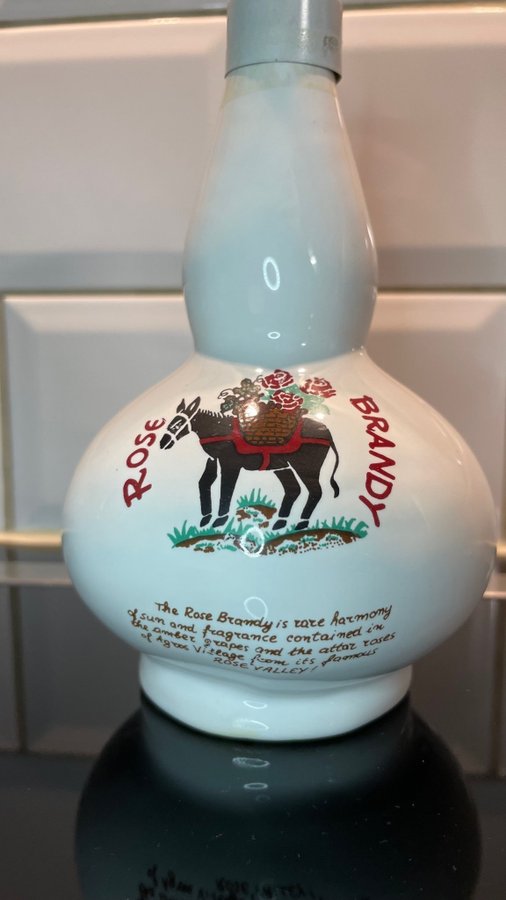 ROSE BRANDY
The Rose Brandy is rare harmony
of sun and fragrance contained in
the amber grapes and the attar roses
of Agros Village from its famous
ROSE VALLEY!